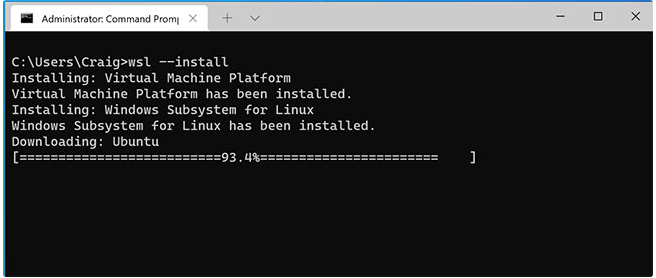 Administrator: Command Promp
C:\Users\Craig>wsl --install
Installing: Virtual Machine Platform
Virtual Machine Platform has been installed.
Installing: Windows Subsystem for Linux
Windows Subsystem for Linux has been installed.
Downloading: Ubuntu
[==========================93.4%=======================    ]